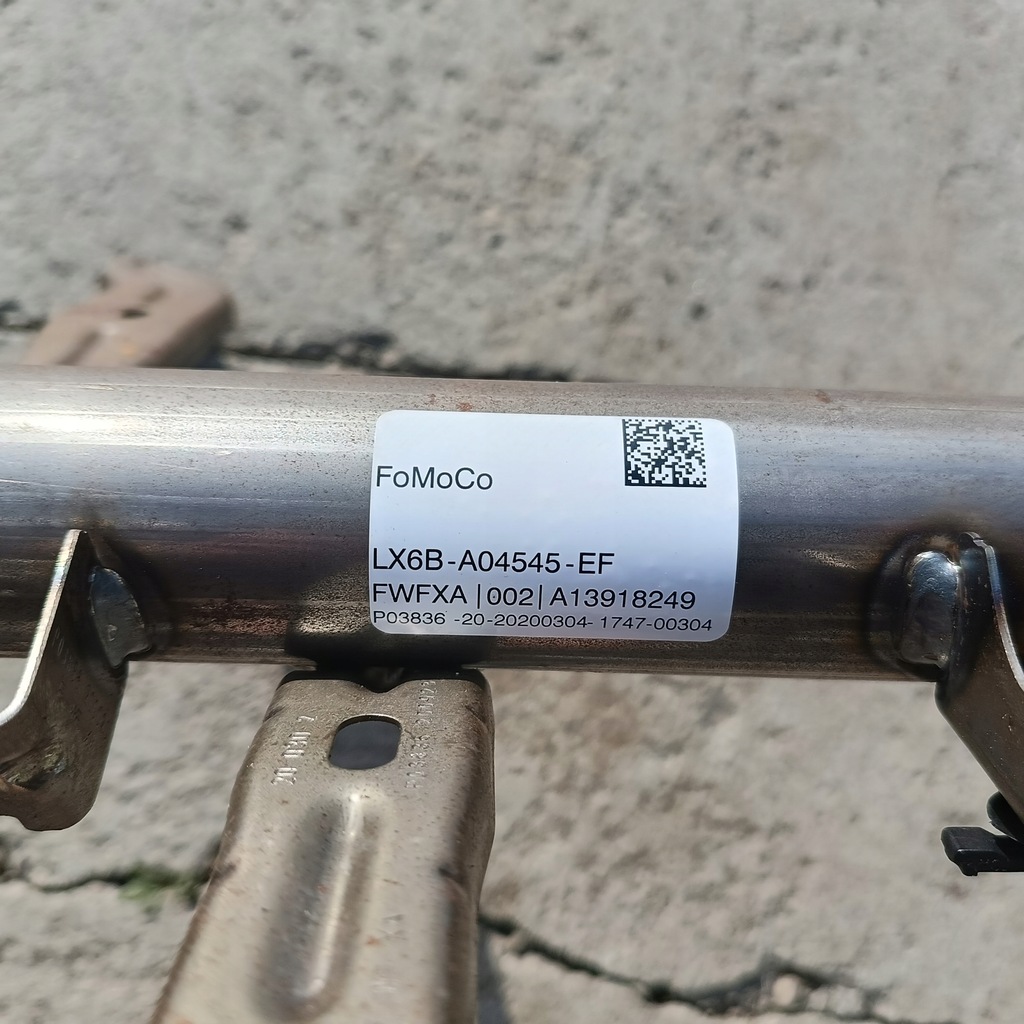 FoMoCo
LX6B-A04545-EF
FWFXA |002| A13918249
P03836 -20-20200304- 1747-00304